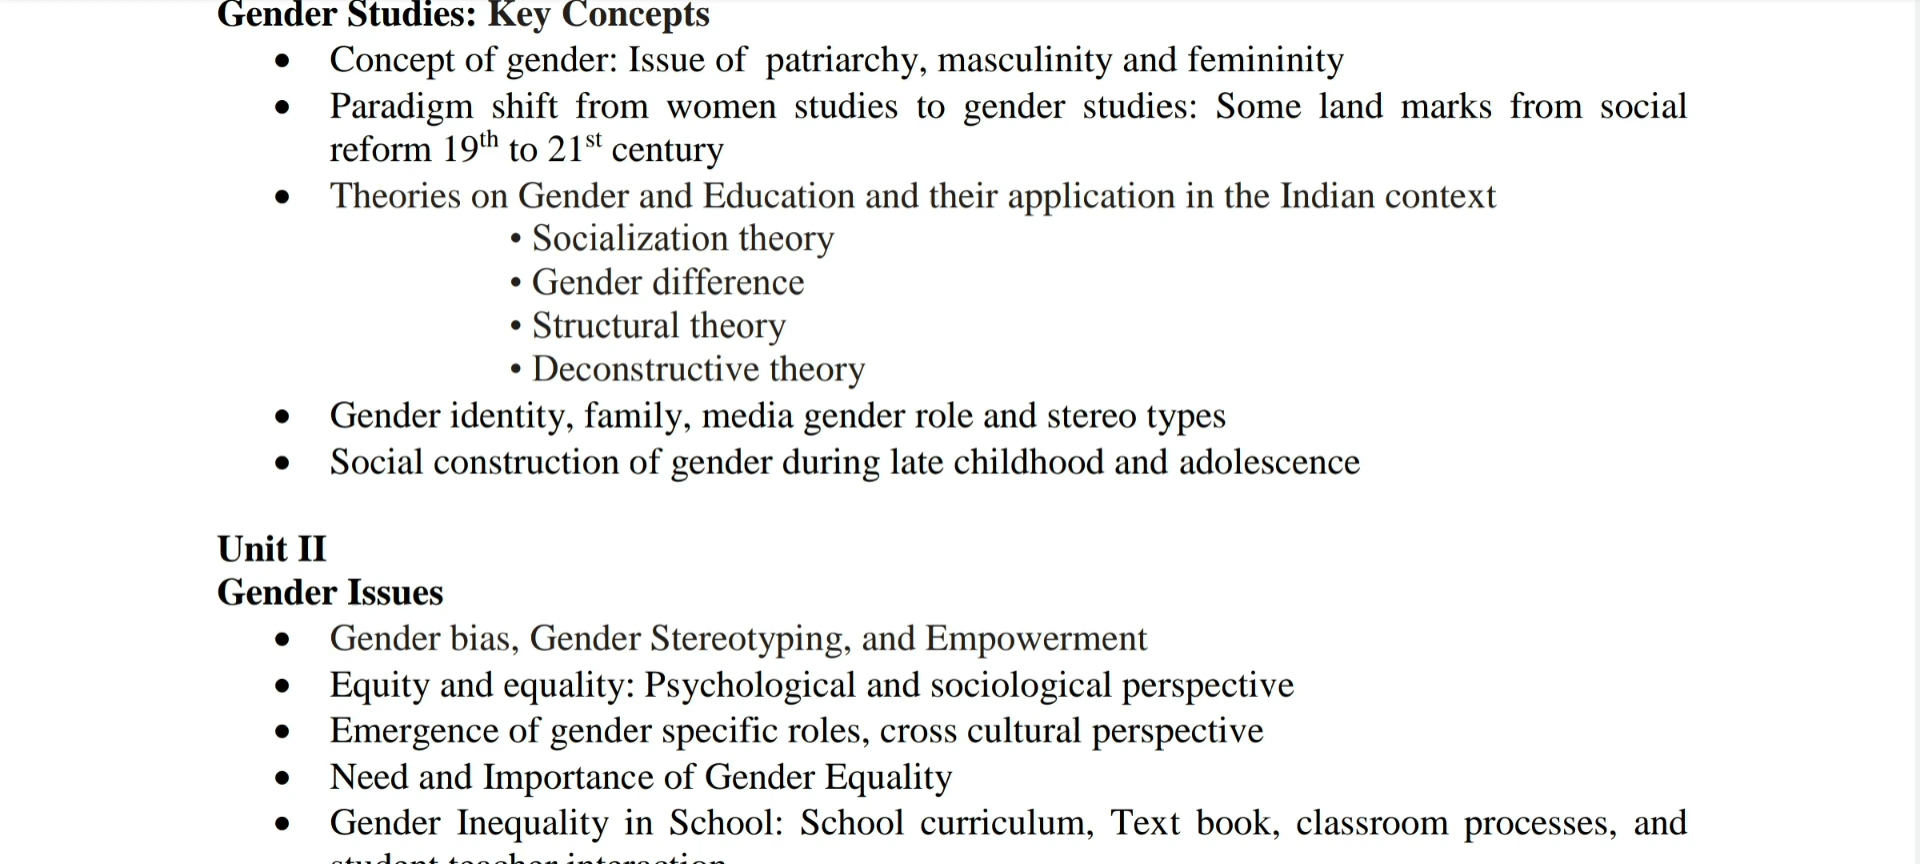 Gender Studies: Key Concepts
• Concept of gender: Issue of patriarchy, masculinity and femininity
• Paradigm shift from women studies to gender studies: Some land marks from social
reform 19th to 21st century
• Theories on Gender and Education and their application in the Indian context
• Socialization theory
• Gender difference
• Structural theory
• Deconstructive theory
• Gender identity, family, media gender role and stereo types
• Social construction of gender during late childhood and adolescence
Unit II
Gender Issues
• Gender bias, Gender Stereotyping, and Empowerment
• Equity and equality: Psychological and sociological perspective
• Emergence of gender specific roles, cross cultural perspective
• Need and Importance of Gender Equality
• Gender Inequality in School: School curriculum, Text book, classroom processes, and
student teacher interaction